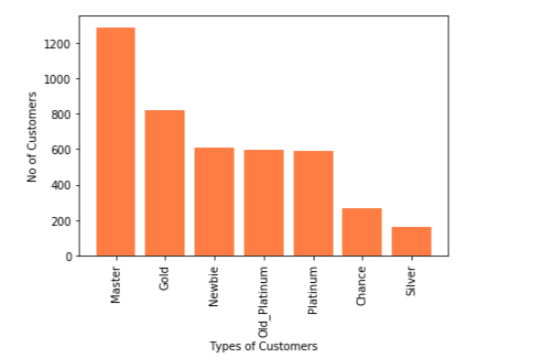 No of Customers
1200
1000
800
600
400
200
0
Master
Gold
Newbie
Old_Platinum
Platinum
Chance
Silver
Types of Customers